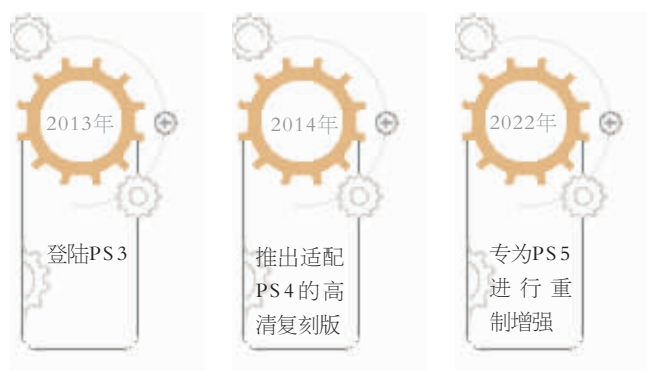 2013年
登陆PS3
2014年
推出适配
PS4的高
清复刻版
2022年
专为PS5
进行重
制增强